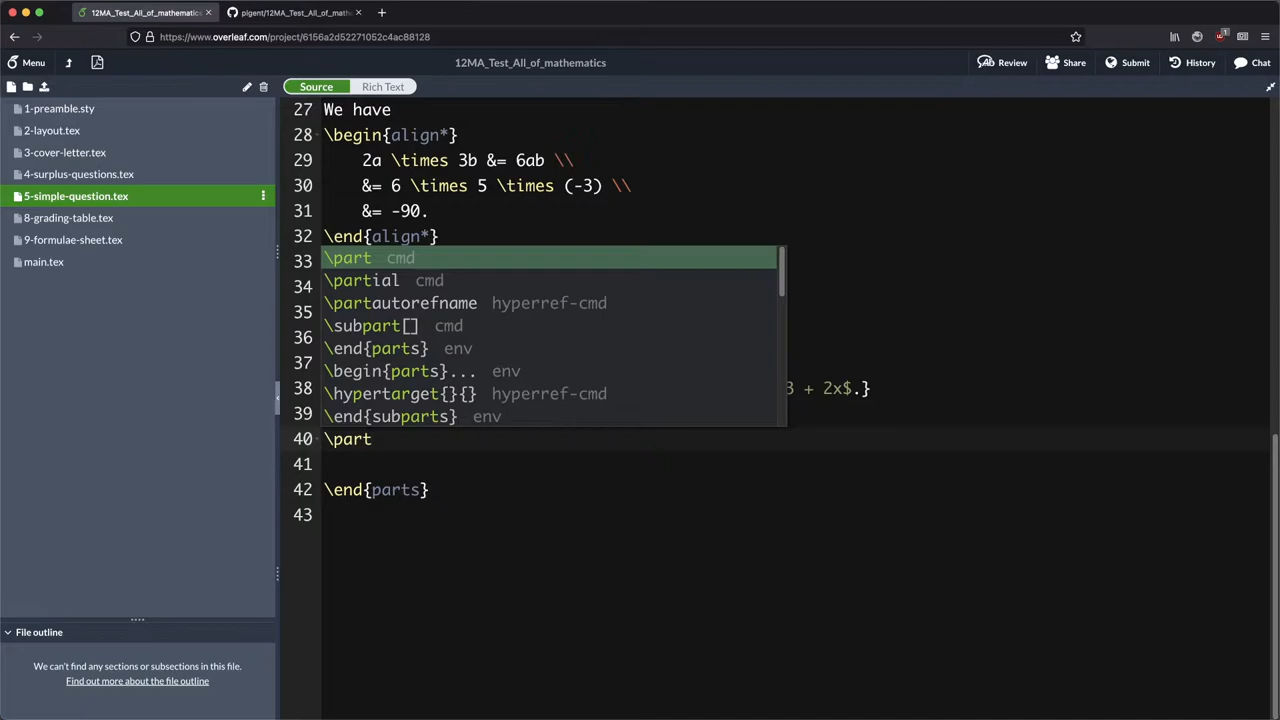 12MA_Test_All_of_mathematics
pigent/12MA_Test_All_of_mathe
https://www.overleaf.com/project/6156a2d52271052c4ac88128
Menu
12MA_Test_All_of_mathematics
Review
Share
Submit
History
Chat
Source
Rich Text
1-preamble.sty
2-layout.tex
3-cover-letter.tex
4-surplus-questions.tex
5-simple-question.tex
8-grading-table.tex
9-formulae-sheet.tex
main.tex
File outline
We can't find any sections or subsections in this file.
Find out more about the file outline
27 We have
28 \begin{align*}
29 2a \times 3b &= 6ab \\
30 &= 6 \times 5 \times (-3) \\
31 &= -90.
32 \end{align*}
33
34
35
36
37
38 3 + 2x$.}
39
\part cmd
\partial cmd
\partautorefname hyperref-cmd
\subpart[] cmd
\end{parts} env
\begin{parts}... env
\hypertarget{}{} hyperref-cmd
\end{subparts} env
40 \part
41
42 \end{parts}
43